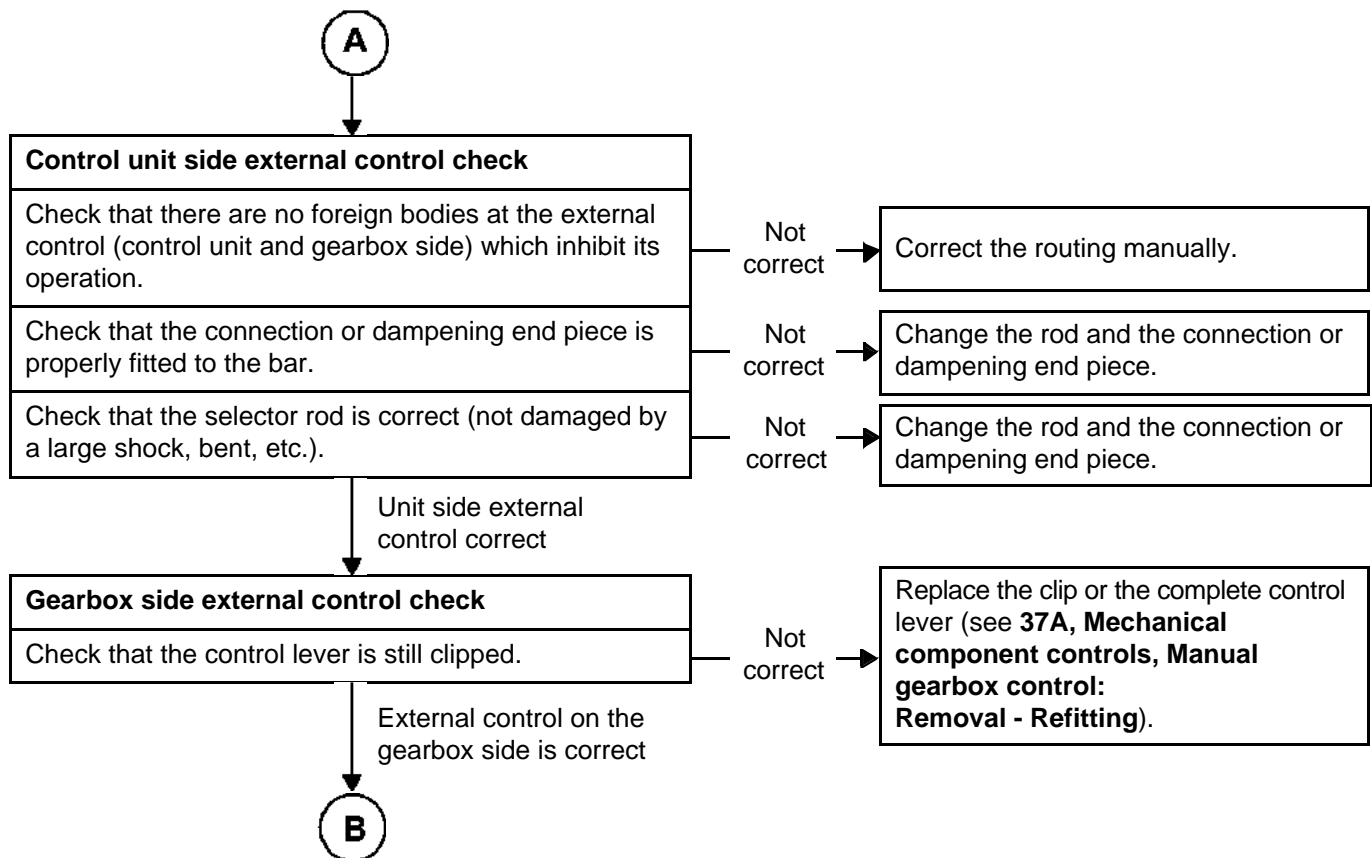 A
Control unit side external control check
Check that there are no foreign bodies at the external
control (control unit and gearbox side) which inhibit its
operation.
Not
correct
Correct the routing manually.
Check that the connection or dampening end piece is
properly fitted to the bar.
Not
correct
Change the rod and the connection or
dampening end piece.
Check that the selector rod is correct (not damaged by
a large shock, bent, etc.).
Not
correct
Change the rod and the connection or
dampening end piece.
Unit side external
control correct
Gearbox side external control check
Check that the control lever is still clipped.
Not
correct
Replace the clip or the complete control
lever (see 37A, Mechanical
component controls, Manual
gearbox control:
Removal - Refitting).
External control on the
gearbox side is correct
B